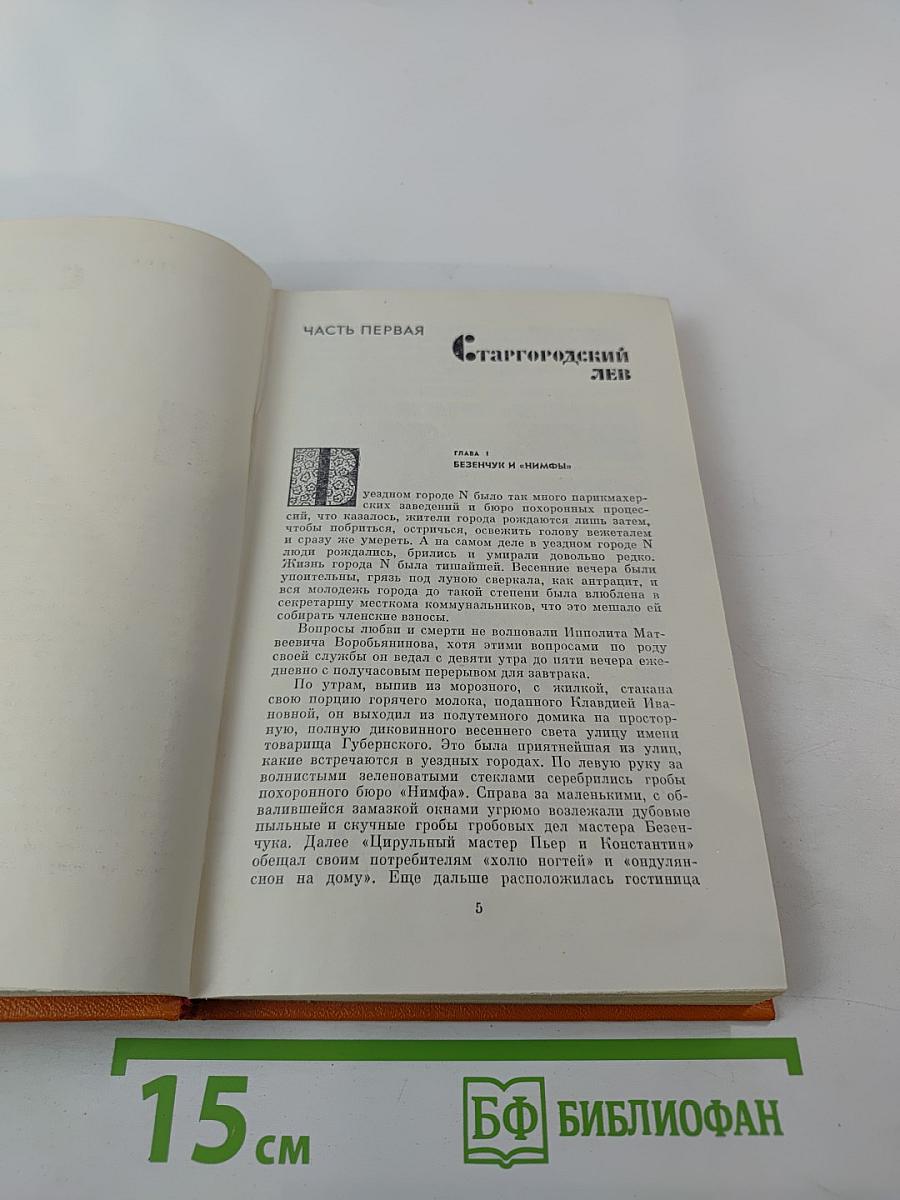 ЧАСТЬ ПЕРВАЯ
Старгородский
лев
ГЛАВА I
БЕЗЕНЧУК И «НИМФЫ»
В уездном городе N было так много парикмахер-
ских заведений и бюро похоронных процес-
сий, что казалось, жители города рождаются лишь затем,
чтобы побриться, остричься, освежить голову вежеталем
и сразу же умереть. А на самом деле в уездном городе N
люди рождались, брились и умирали довольно редко.
Жизнь города N была тишайшей. Весенние вечера были
упоительны, грязь под луною сверкала, как антрацит, и
вся молодежь города до такой степени была влюблена в
секретаршу месткома коммунальников, что это мешало ей
собирать членские взносы.
Вопросы любви и смерти не волновали Ипполита Мат-
веевича Воробьянинова, хотя этими вопросами по роду
своей службы он ведал с девяти утра до пяти вечера еже-
дневно с получасовым перерывом для завтрака.
По утрам, выпив из морозного, с жилкой, стакана
свою порцию горячего молока, поданного Клавдией Ива-
новной, он выходил из полутемного домика на простор-
ную, полную диковинного весеннего света улицу имени
товарища Губернского. Это была приятнейшая из улиц,
какие встречаются в уездных городах. По левую руку за
волнистыми зеленоватыми стеклами серебрились гробы
похоронного бюро «Нимфа». Справа за маленькими, с об-
валившейся замазкой окнами угрюмо возлежали дубовые
пыльные и скучные гробы гробовых дел мастера Безен-
чука. Далее «Цирульный мастер Пьер и Константин»
обещал своим потребителям «холю ногтей» и «ондулян-
сион на дому». Еще дальше расположилась гостиница
5
15 см
БФ БИБЛИОФАН